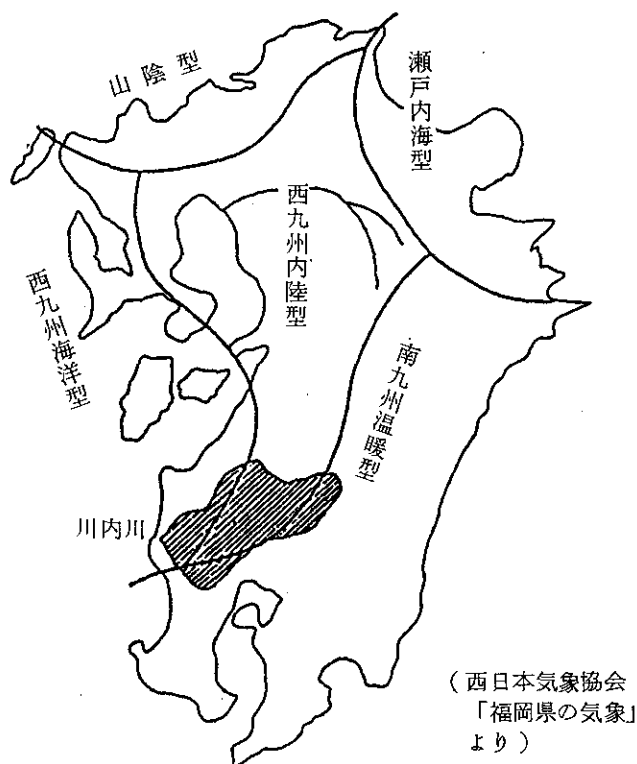 山陰型
瀬戸内海型
西九州内陸型
西九州海洋型
南九州温暖型
川内川
（西日本気象協会
「福岡県の気象」
より）